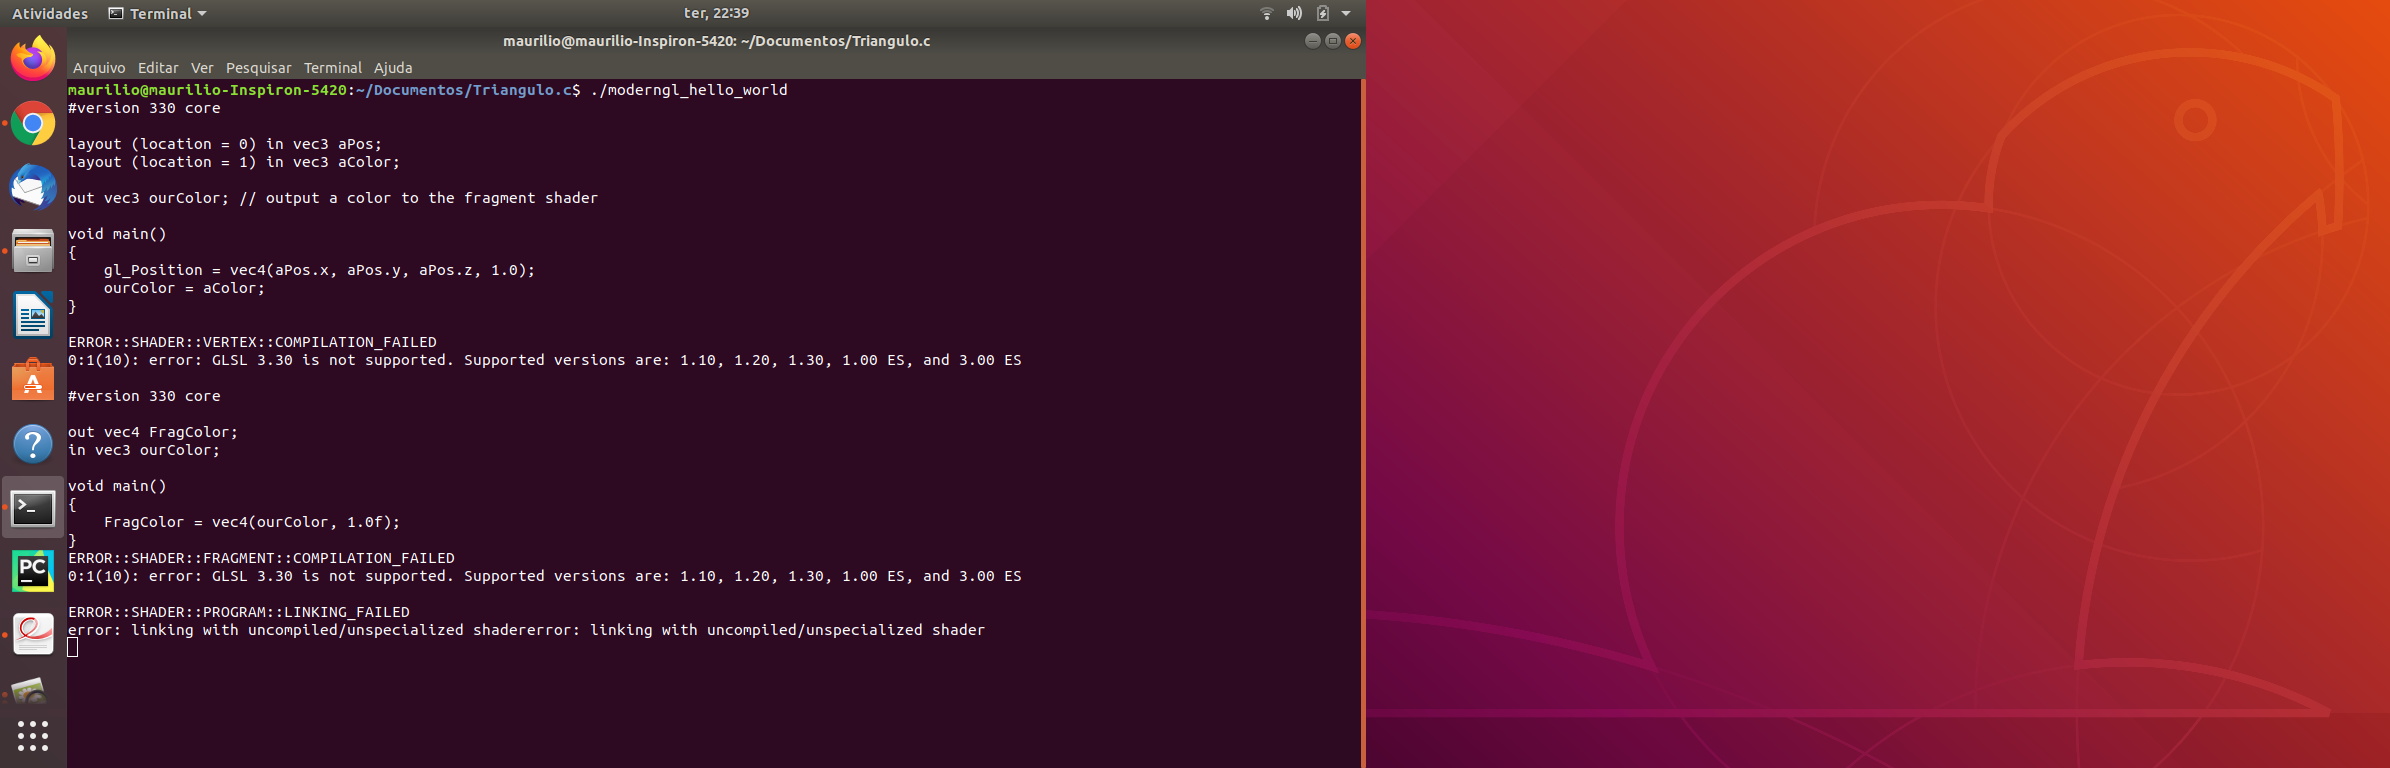 Atividades Terminal ter, 22:39
maurilio@maurilio-Inspiron-5420: ~/Documentos/Triangulo.c
Arquivo Editar Ver Pesquisar Terminal Ajuda
maurilio@maurilio-Inspiron-5420:~/Documentos/Triangulo.c$ ./moderngl_hello_world
#version 330 core
layout (location = 0) in vec3 aPos;
layout (location = 1) in vec3 aColor;
out vec3 ourColor; // output a color to the fragment shader
void main()
{
    gl_Position = vec4(aPos.x, aPos.y, aPos.z, 1.0);
    ourColor = aColor;
}
ERROR::SHADER::VERTEX::COMPILATION_FAILED
0:1(10): error: GLSL 3.30 is not supported. Supported versions are: 1.10, 1.20, 1.30, 1.00 ES, and 3.00 ES
#version 330 core
out vec4 FragColor;
in vec3 ourColor;
void main()
{
    FragColor = vec4(ourColor, 1.0f);
}
ERROR::SHADER::FRAGMENT::COMPILATION_FAILED
0:1(10): error: GLSL 3.30 is not supported. Supported versions are: 1.10, 1.20, 1.30, 1.00 ES, and 3.00 ES
ERROR::SHADER::PROGRAM::LINKING_FAILED
error: linking with uncompiled/unspecialized shadererror: linking with uncompiled/unspecialized shader
PC